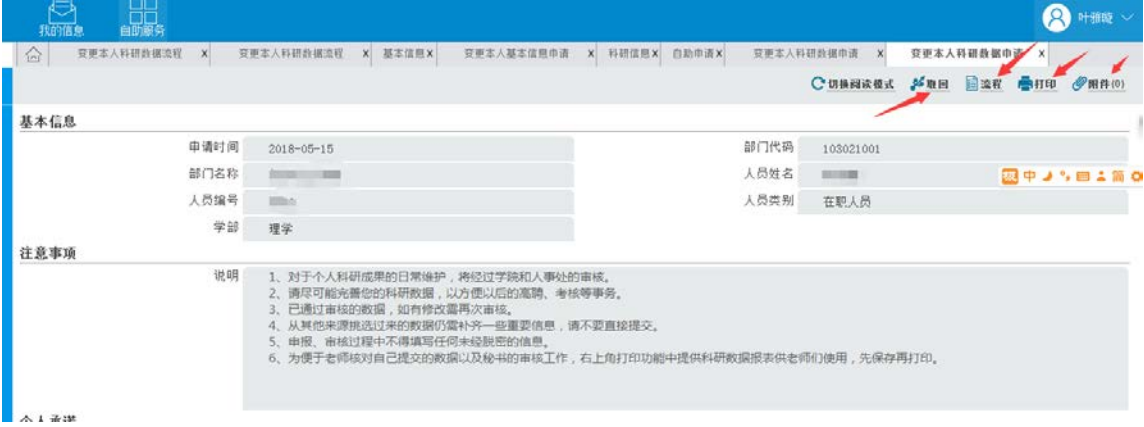 我的信息 自助服务 叶雅晙
变更本人科研数据流程 x 变更本人科研数据流程 x 基本信息 x 变更本人基本信息申请 x 科研信息 x 自助申请 x 变更本人科研数据申请 x 变更本人科研数据申请 x
切换阅读模式 取回 流程 打印 附件(0)
基本信息
申请时间 2018-05-15 部门代码 103021001
部门名称 人员姓名
人员编号 人员类别 在职人员
学部 理学
中 简
注意事项
说明 1、对于个人科研成果的日常维护，将经过学院和人事处的审核。
2、请尽可能完善您的科研数据，以方便以后的高聘、考核等事务。
3、已通过审核的数据，如有修改需再次审核。
4、从其他来源挑选过来的数据仍需补齐一些重要信息，请不要直接提交。
5、申报、审核过程中不得填写任何未经脱密的信息。
6、为便于老师核对自己提交的数据以及秘书的审核工作，右上角打印功能中提供科研数据报表供老师们使用，先保存再打印。
个人承诺